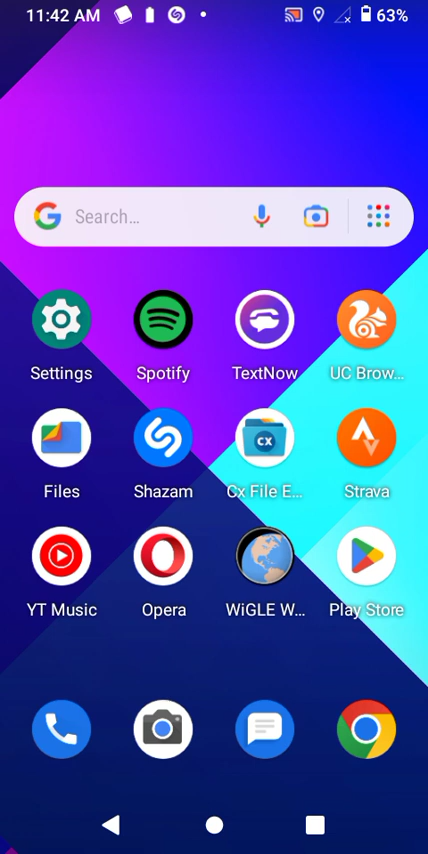 11:42 AM 63%
Search…
Settings Spotify TextNow UC Brow…
Files Shazam Cx File E… Strava
YT Music Opera WiGLE W… Play Store